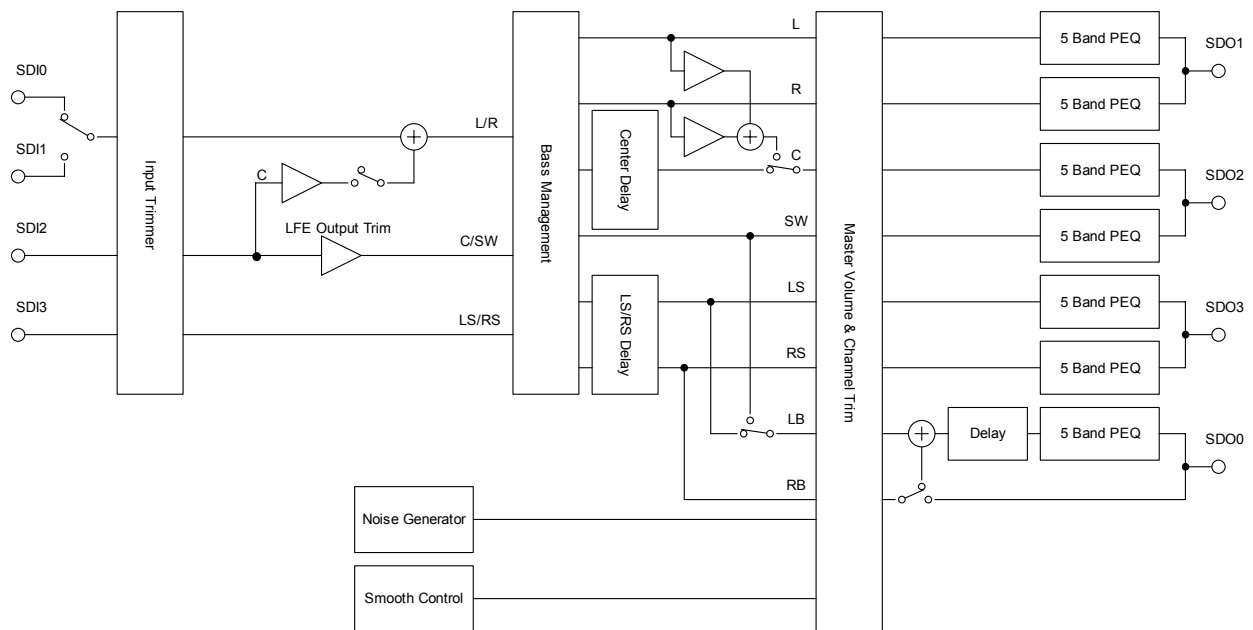 L
SDI0
5 Band PEQ
SDO1
R
L/R
5 Band PEQ
SDI1
Input Trimmer
C
Bass Management
Center Delay
C
Master Volume & Channel Trim
5 Band PEQ
SDO2
SDI2
LFE Output Trim
C/SW
SW
5 Band PEQ
SDI3
LS/RS
LS/RS Delay
LS
5 Band PEQ
SDO3
RS
5 Band PEQ
LB
Delay
5 Band PEQ
SDO0
RB
Noise Generator
Smooth Control